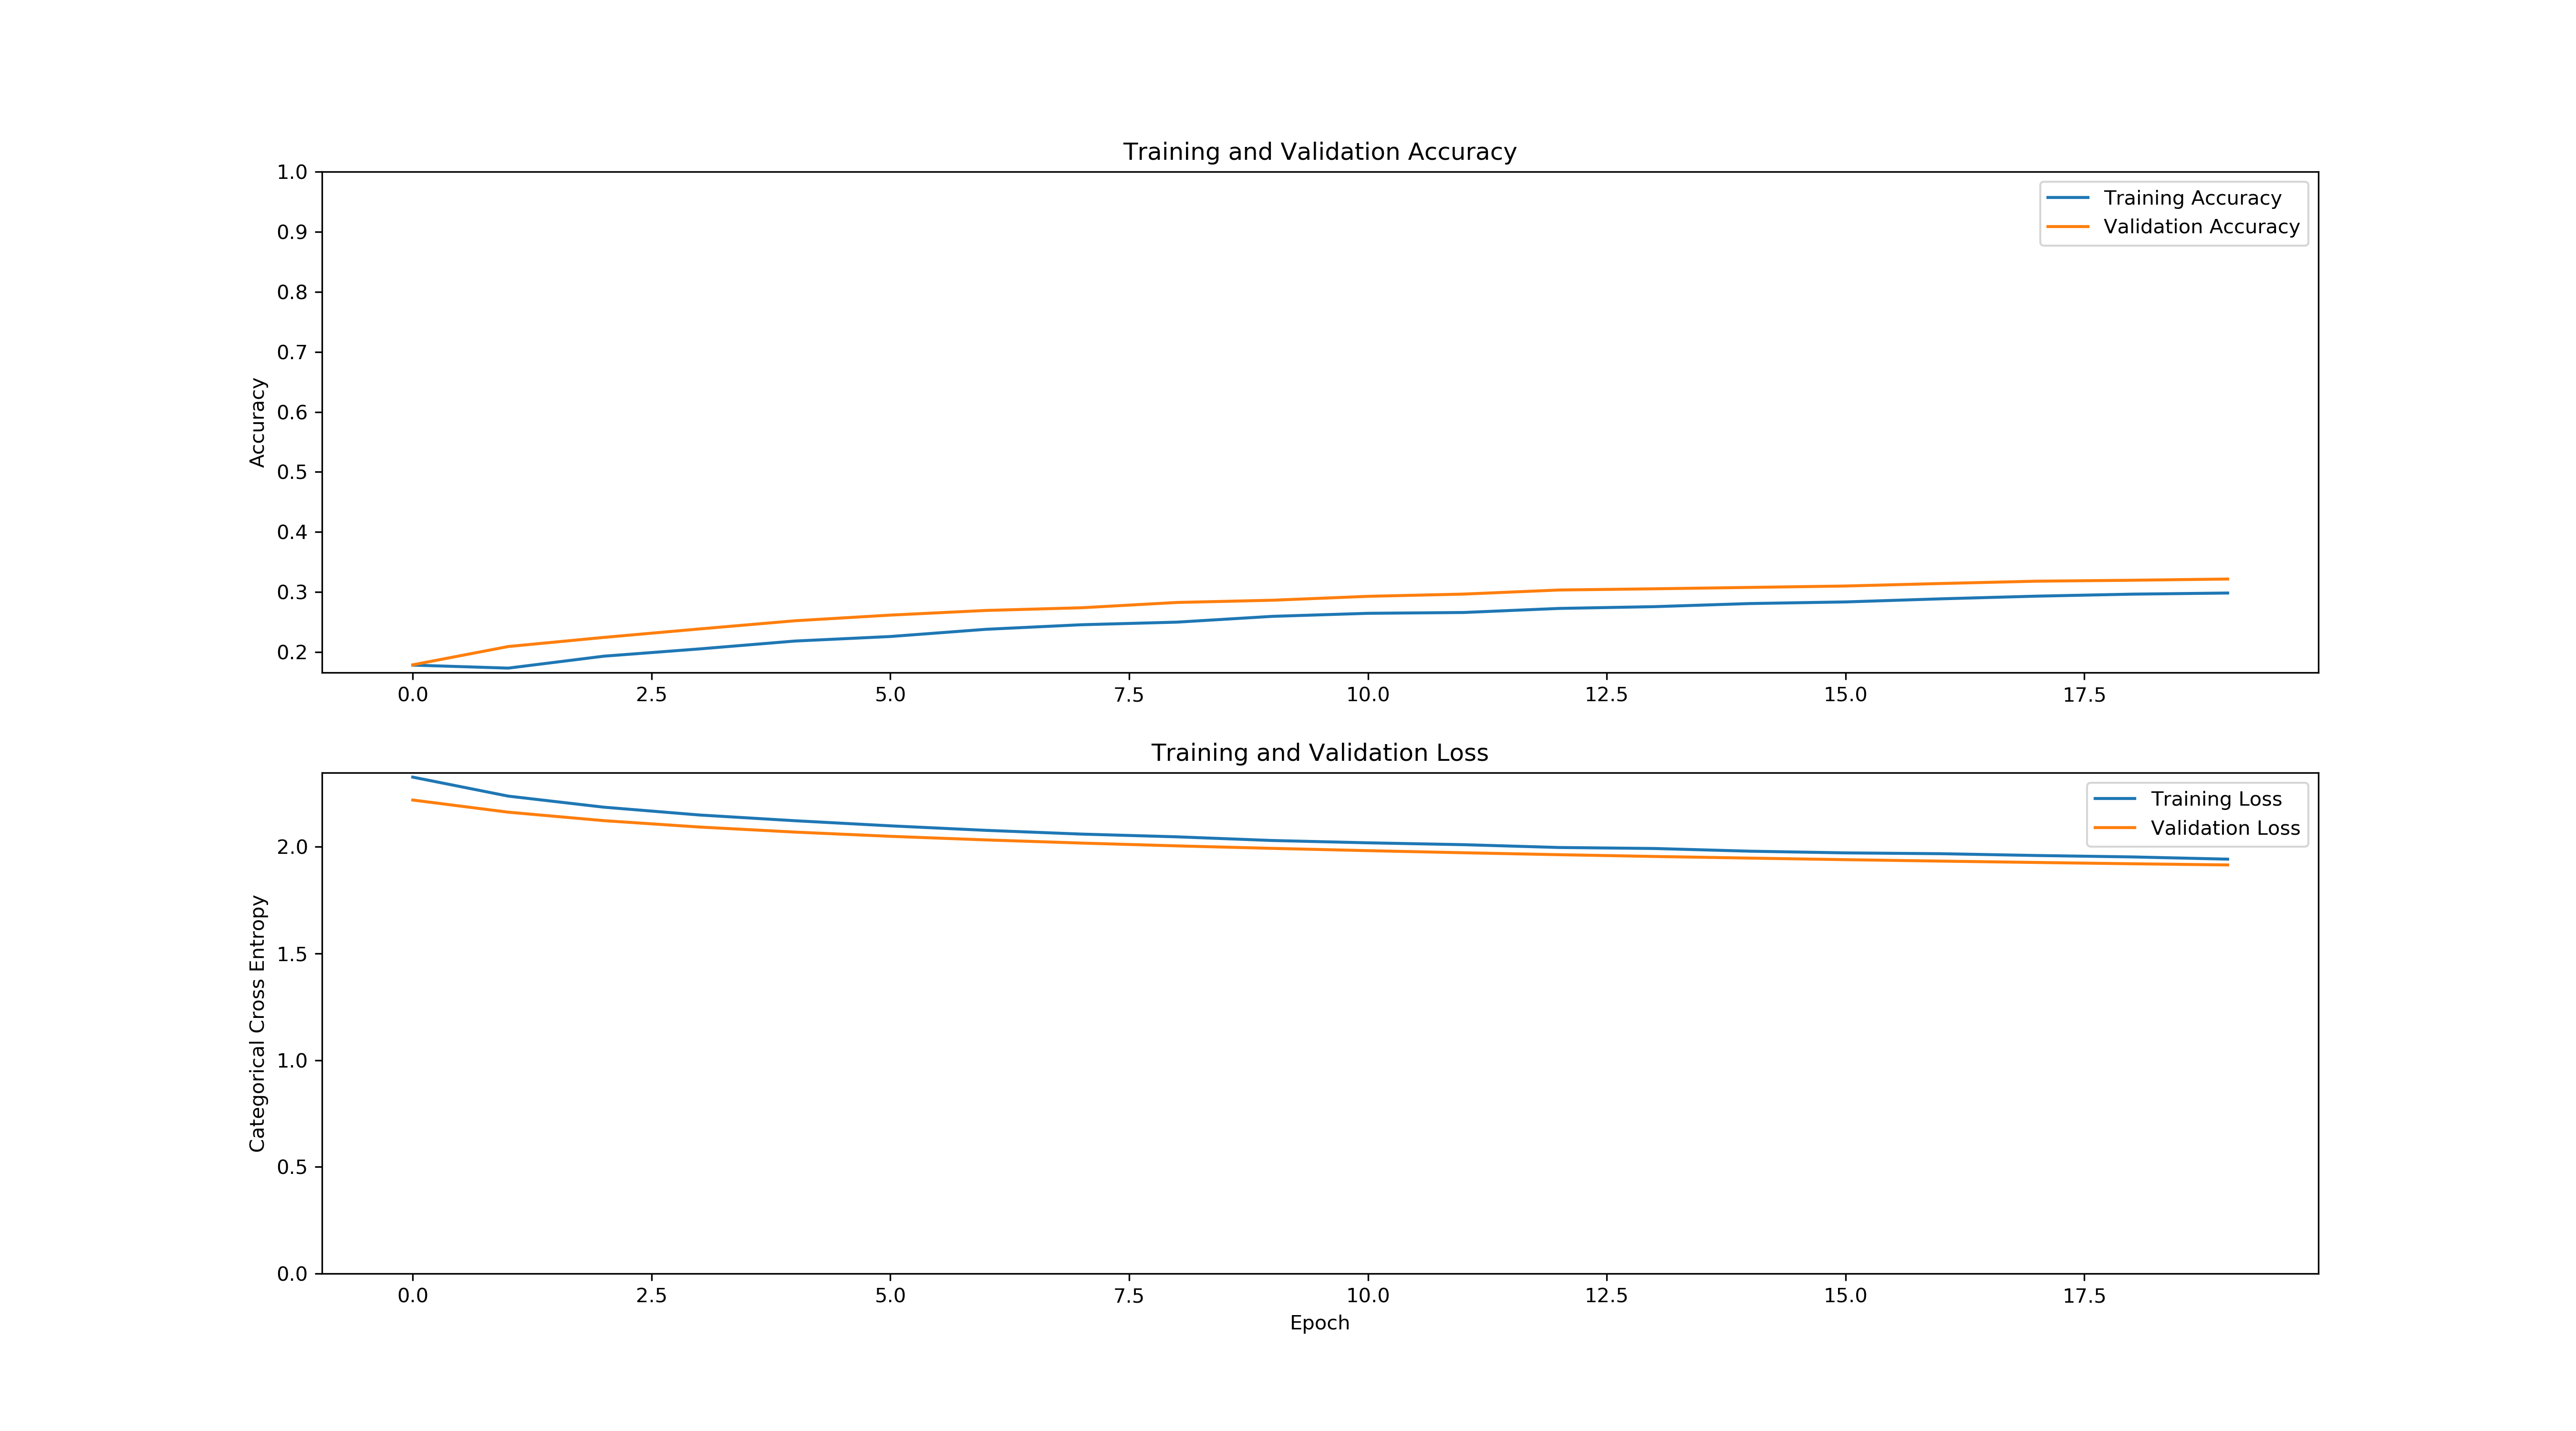 Training and Validation Accuracy
1.0
0.9
0.8
0.7
0.6
0.5
0.4
0.3
0.2
Accuracy
Training Accuracy
Validation Accuracy
0.0 2.5 5.0 7.5 10.0 12.5 15.0 17.5
Training and Validation Loss
2.0
1.5
1.0
0.5
0.0
Categorical Cross Entropy
Training Loss
Validation Loss
0.0 2.5 5.0 7.5 10.0 12.5 15.0 17.5
Epoch